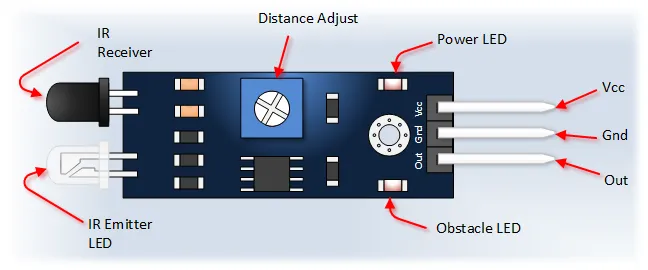 IR
Receiver
Distance Adjust
Power LED
Vcc
Gnd
Out
Vcc
Gnd
Out
IR Emitter
LED
Obstacle LED